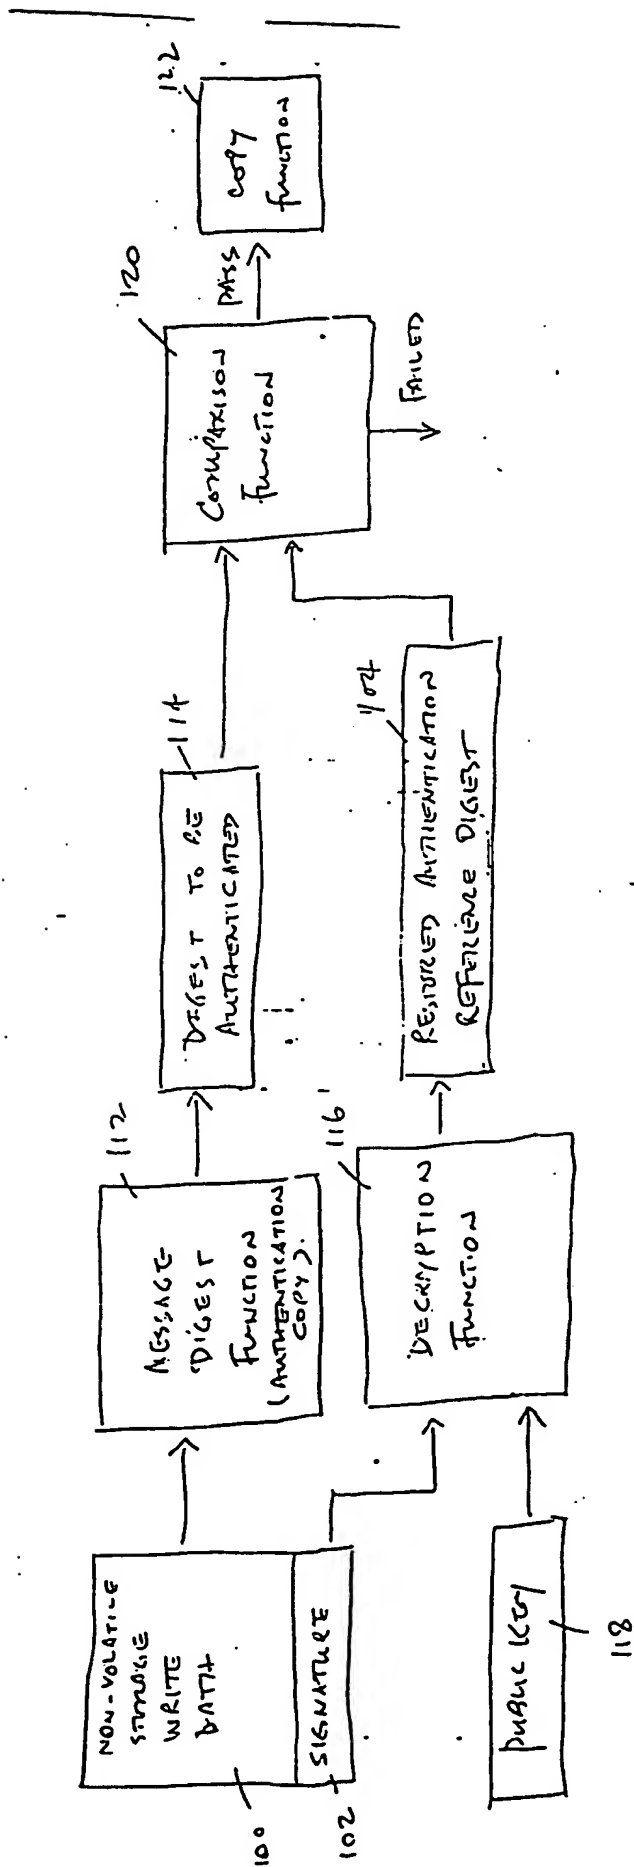 NON-VOLATILE
STORAGE
WRITE
DATA
100
SIGNATURE
102
PUBLIC KEY
118
MESSAGE
DIGEST
FUNCTION
(AUTHENTICATION
COPY).
112
DECRYPTION
FUNCTION
116'
DIGEST TO BE
AUTHENTICATED
114
RESTORED AUTHENTICATION
REFERENCE DIGEST
104
COMPARISON
FUNCTION
120
PASS
FAILED
COPY
FUNCTION
122